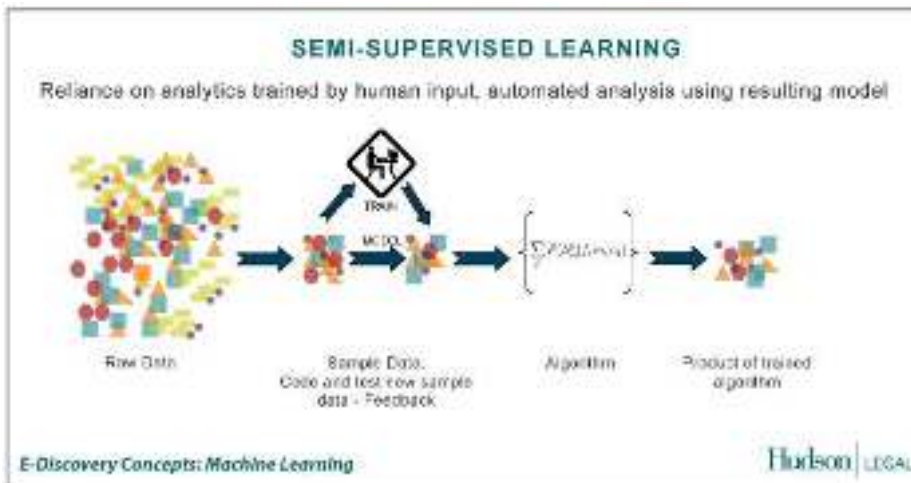 SEMI-SUPERVISED LEARNING
Reliance on analytics trained by human input, automated analysis using resulting model
TRAIN
MODEL
Raw Data
Sample Data.
Code and test new sample
data - Feedback
Algorithm
Product of trained
algorithm
E-Discovery Concepts: Machine Learning
Hudson LEGAL